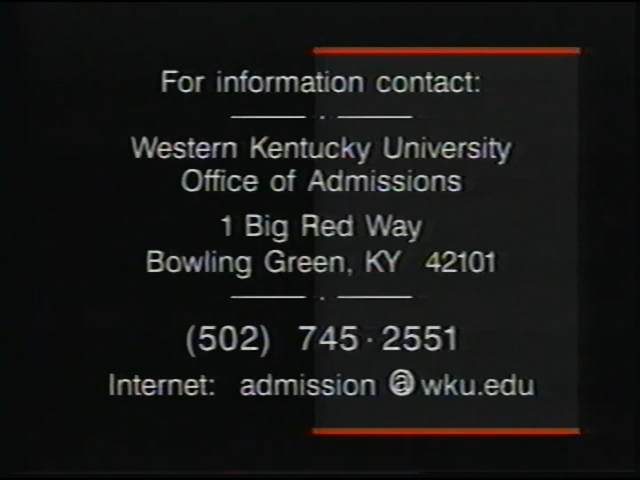 For information contact:
Western Kentucky University
Office of Admissions
1 Big Red Way
Bowling Green, KY 42101
(502) 745·2551
Internet: admission @ wku.edu